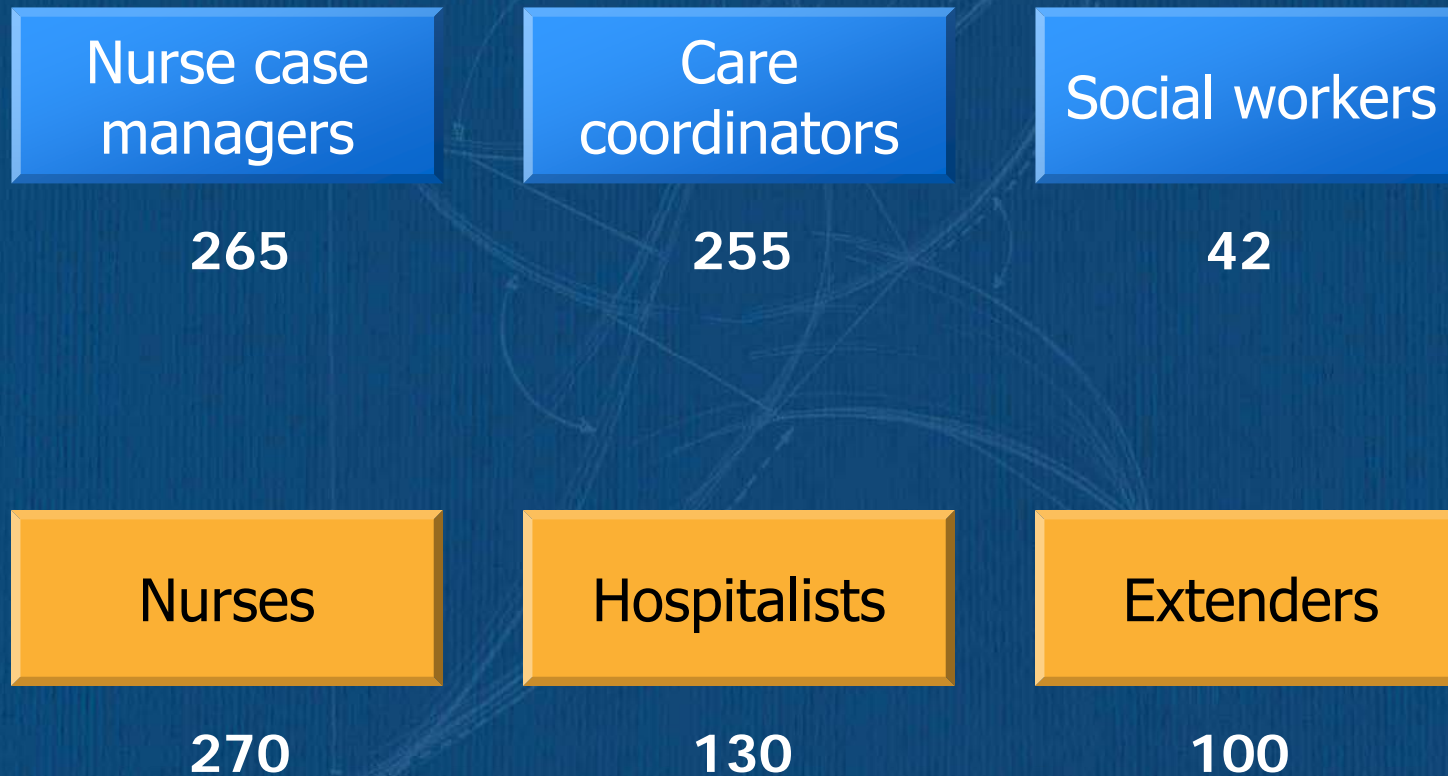 Nurse case
managers
Care
coordinators
Social workers
265
255
42
Nurses
Hospitalists
Extenders
270
130
100